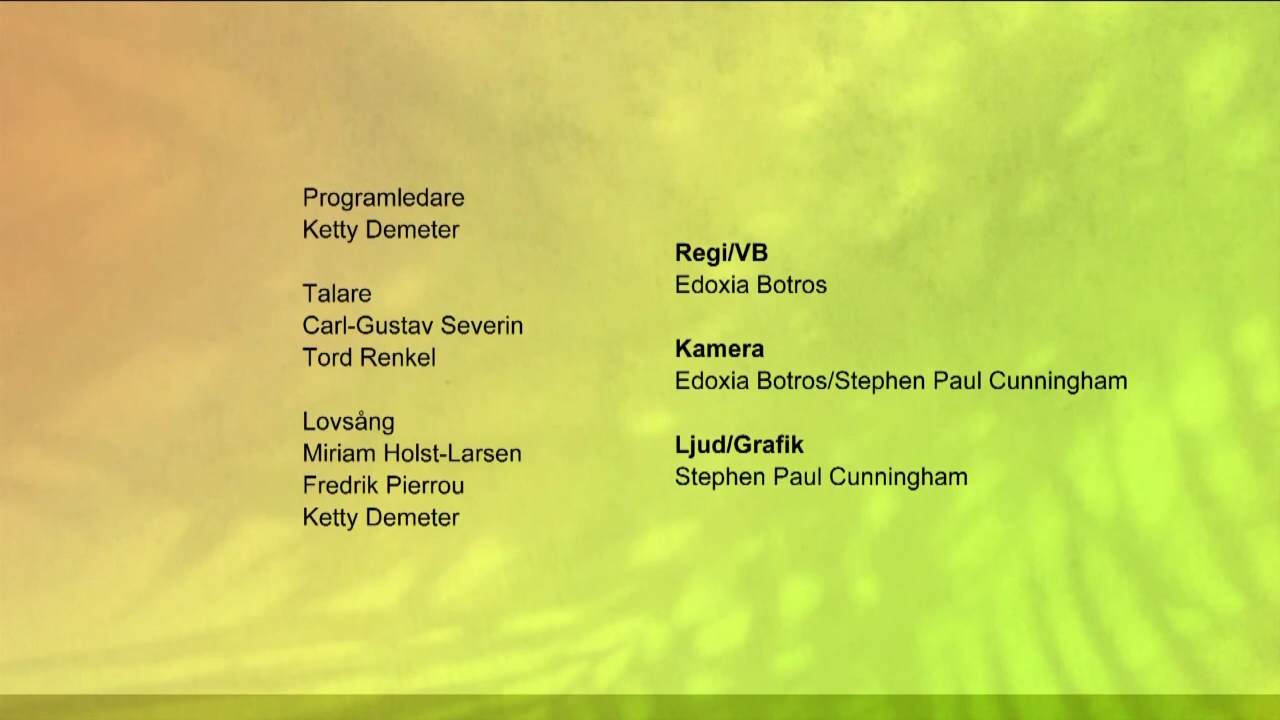 Programledare
Ketty Demeter
Talare
Carl-Gustav Severin
Tord Renkel
Lovsång
Miriam Holst-Larsen
Fredrik Pierrou
Ketty Demeter
Regi/VB
Edoxia Botros
Kamera
Edoxia Botros/Stephen Paul Cunningham
Ljud/Grafik
Stephen Paul Cunningham